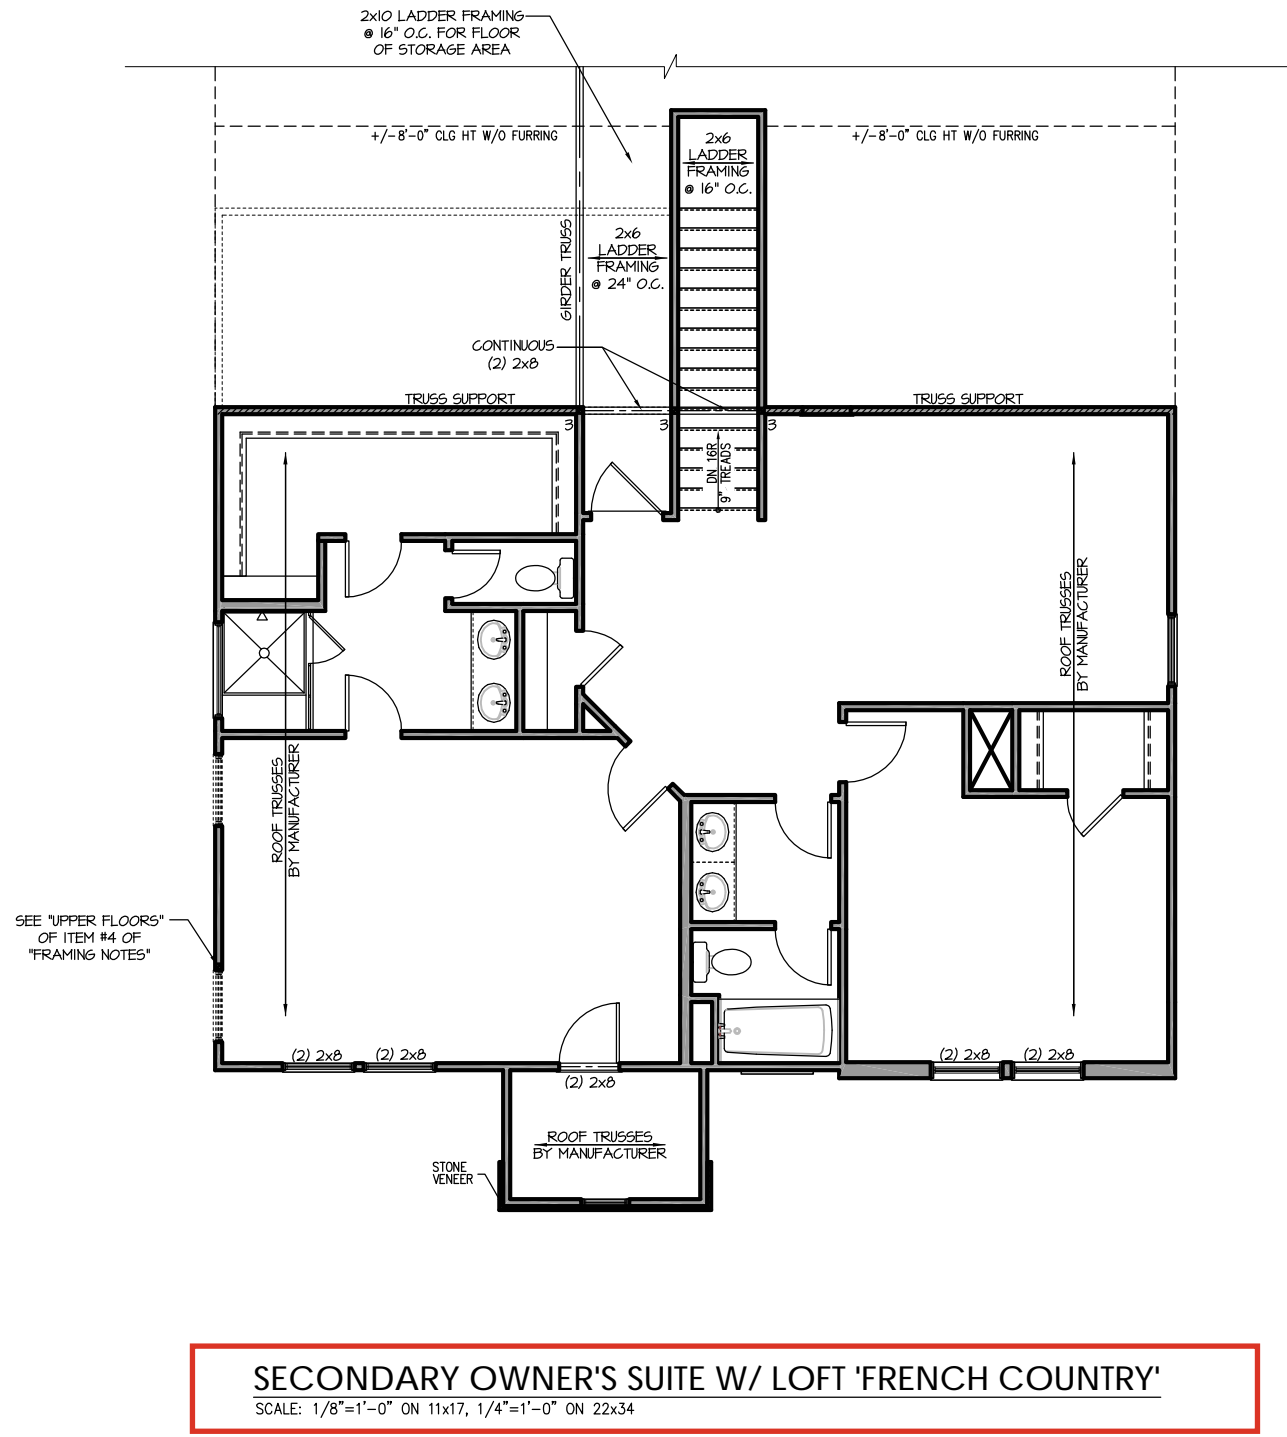 2x10 LADDER FRAMING
@ 16" O.C. FOR FLOOR
OF STORAGE AREA
+/-8'-0" CLG HT W/O FURRING
+/-8'-0" CLG HT W/O FURRING
2x6
LADDER
FRAMING
@ 16" O.C.
GIRDER TRUSS
2x6
LADDER
FRAMING
@ 24" O.C.
CONTINUOUS
(2) 2x8
TRUSS SUPPORT
TRUSS SUPPORT
3
3
3
DN 16R
9" TREADS
ROOF TRUSSES
BY MANUFACTURER
ROOF TRUSSES
BY MANUFACTURER
SEE "UPPER FLOORS"
OF ITEM #4 OF
"FRAMING NOTES"
(2) 2x8
(2) 2x8
(2) 2x8
(2) 2x8
(2) 2x8
ROOF TRUSSES
BY MANUFACTURER
STONE
VENEER
SECONDARY OWNER'S SUITE W/ LOFT 'FRENCH COUNTRY'
SCALE: 1/8"=1'-0" ON 11x17, 1/4"=1'-0" ON 22x34